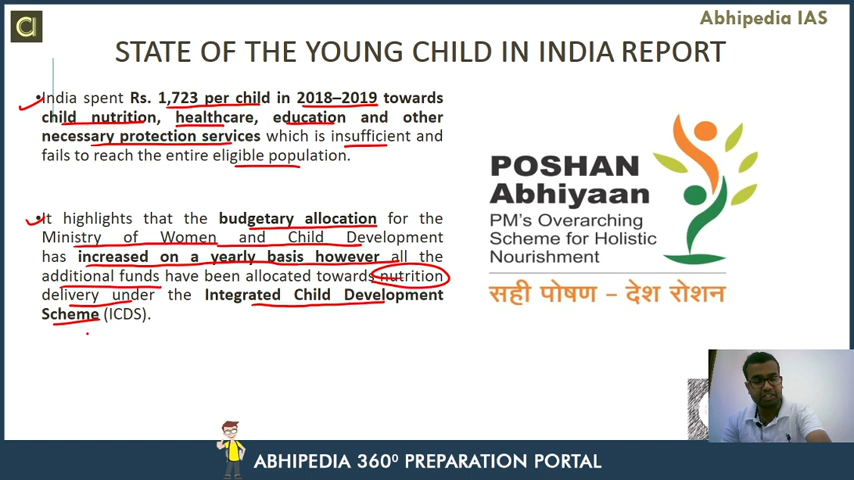 Abhipedia IAS
STATE OF THE YOUNG CHILD IN INDIA REPORT
•India spent Rs. 1,723 per child in 2018–2019 towards
child nutrition, healthcare, education and other
necessary protection services which is insufficient and
fails to reach the entire eligible population.
•It highlights that the budgetary allocation for the
Ministry of Women and Child Development
has increased on a yearly basis however all the
additional funds have been allocated towards nutrition
delivery under the Integrated Child Development
Scheme (ICDS).
POSHAN
Abhiyaan
PM's Overarching
Scheme for Holistic
Nourishment
सही पोषण – देश रोशन
ABHIPEDIA 360⁰ PREPARATION PORTAL